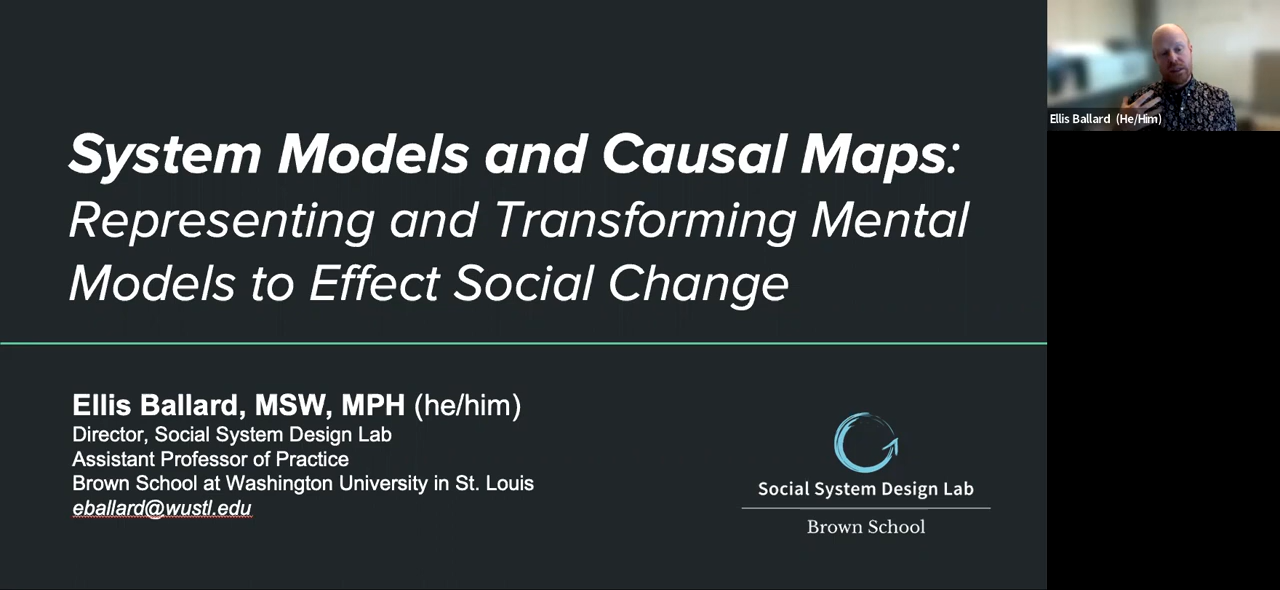 System Models and Causal Maps:
Representing and Transforming Mental
Models to Effect Social Change
Ellis Ballard, MSW, MPH (he/him)
Director, Social System Design Lab
Assistant Professor of Practice
Brown School at Washington University in St. Louis
eballard@wustl.edu
Social System Design Lab
Brown School
Ellis Ballard (He/Him)